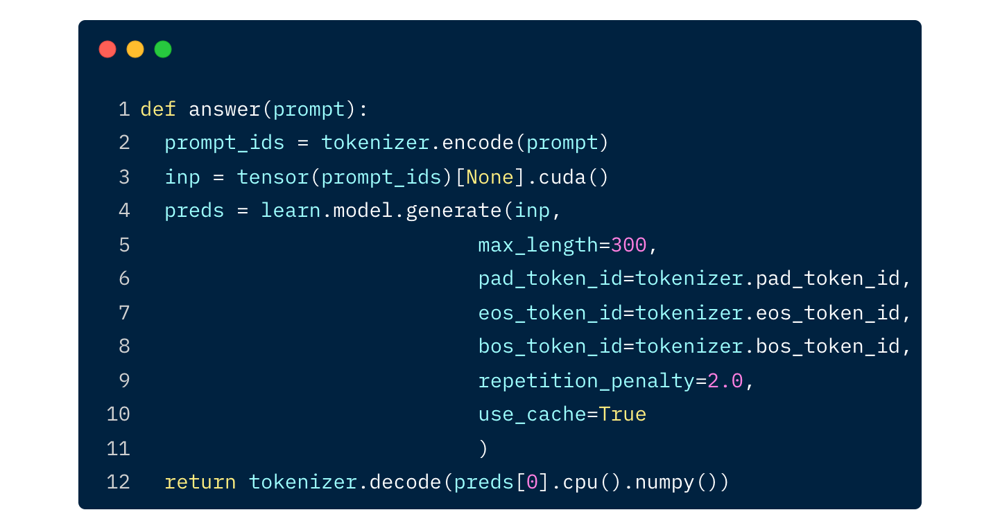 1 def answer(prompt):
2   prompt_ids = tokenizer.encode(prompt)
3   inp = tensor(prompt_ids)[None].cuda()
4   preds = learn.model.generate(inp,
5                             max_length=300,
6                             pad_token_id=tokenizer.pad_token_id,
7                             eos_token_id=tokenizer.eos_token_id,
8                             bos_token_id=tokenizer.bos_token_id,
9                             repetition_penalty=2.0,
10                            use_cache=True
11                            )
12  return tokenizer.decode(preds[0].cpu().numpy())